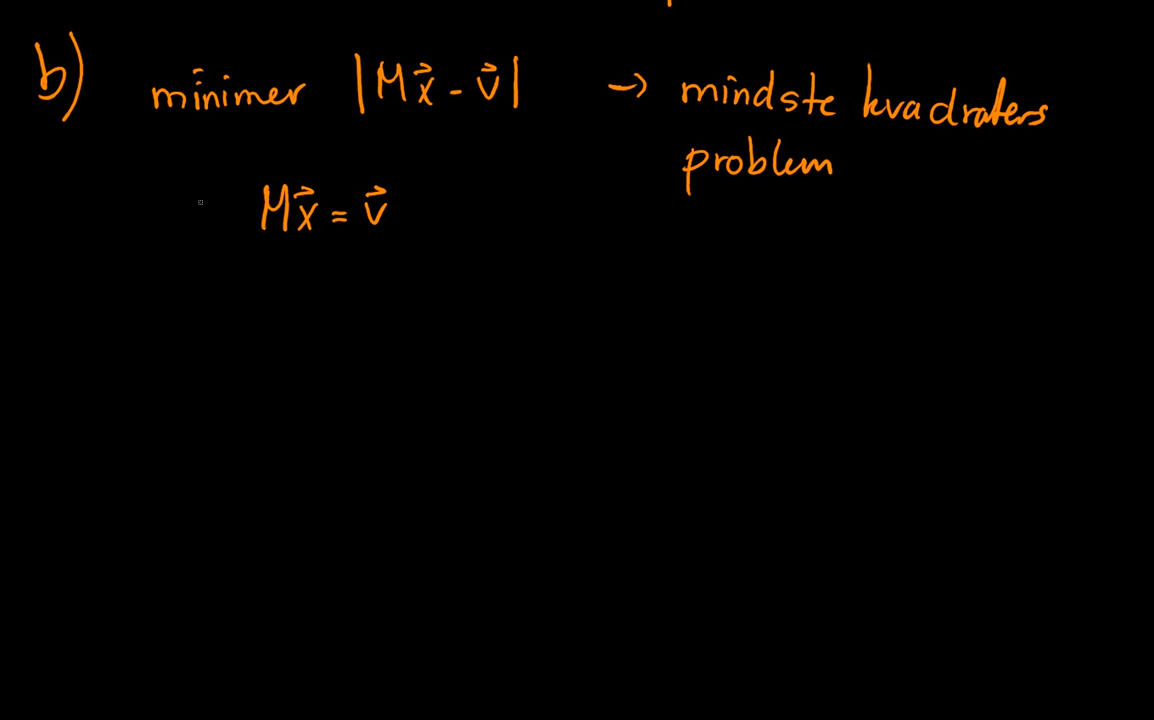 b) minimer |Mx⃗ - v⃗| → mindste kvadraters
problem
Mx⃗ = v⃗